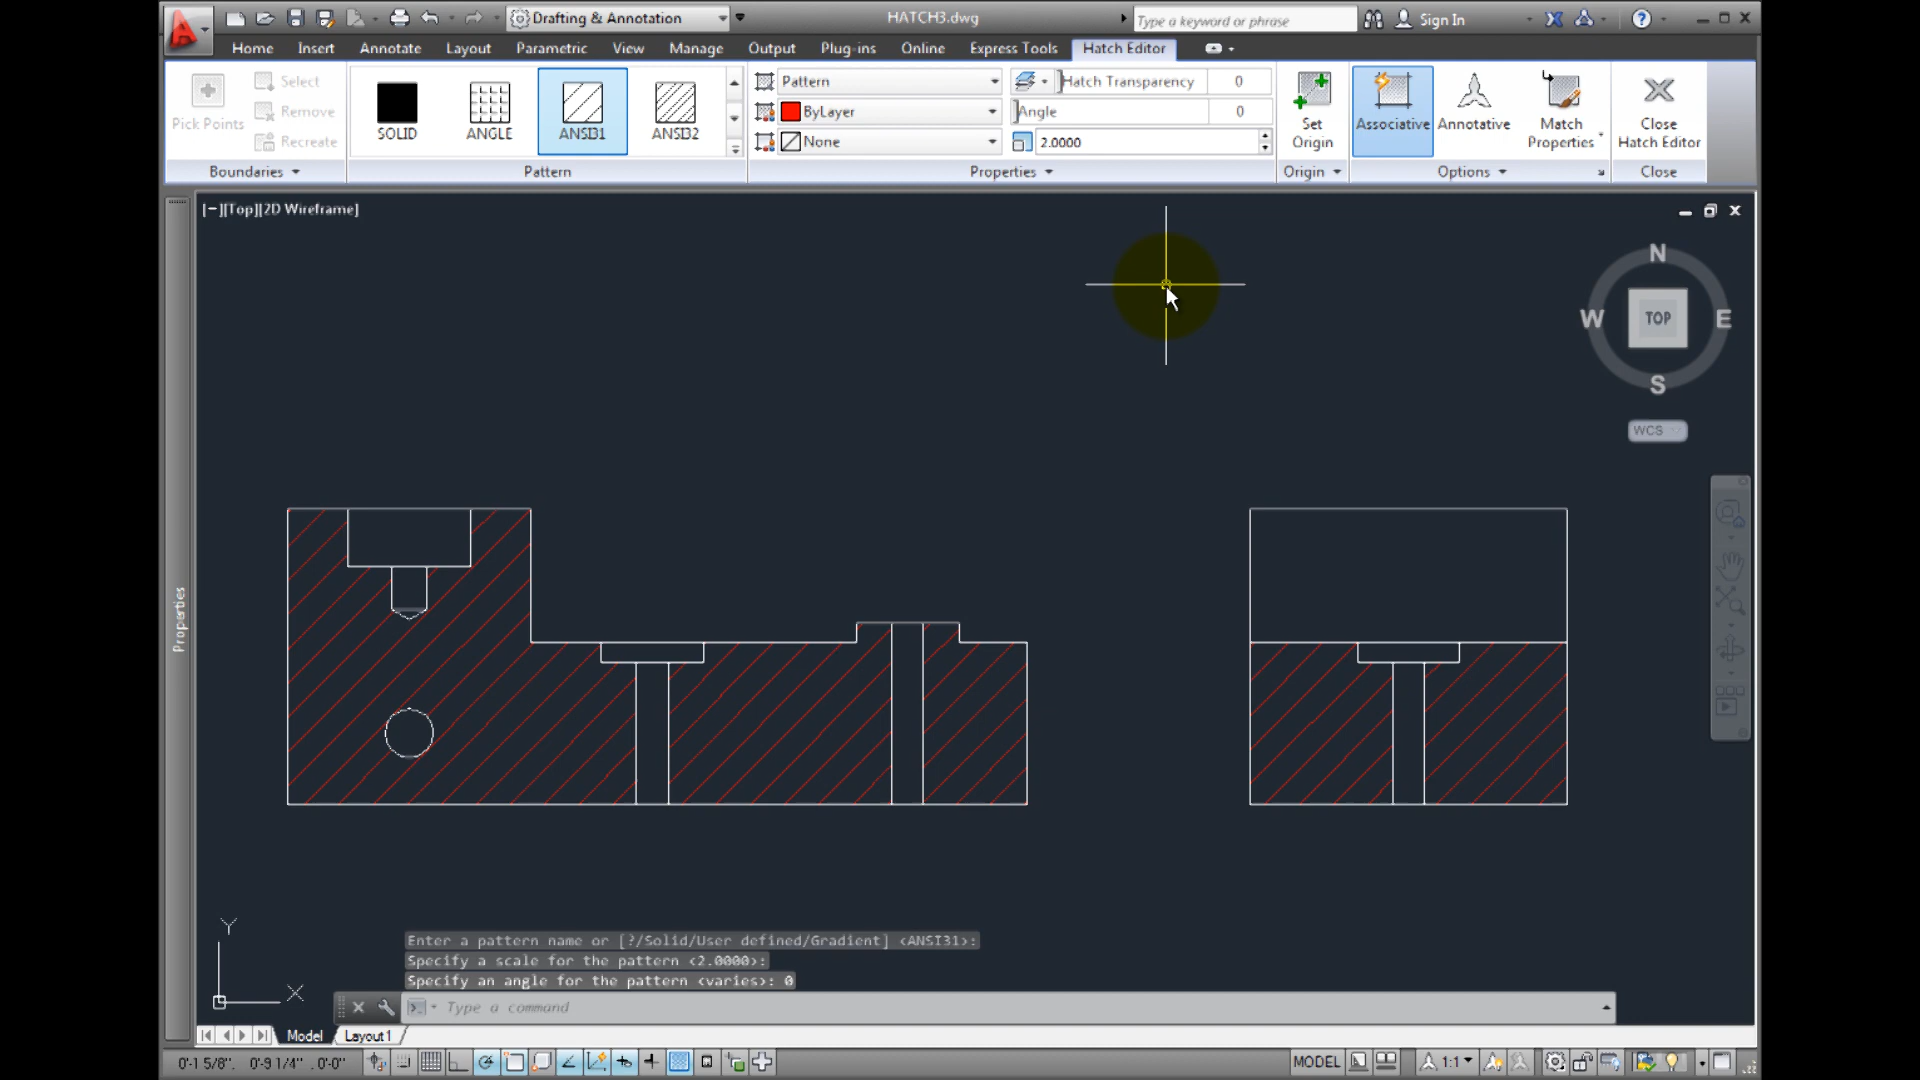 Drafting & Annotation
HATCH3.dwg
Type a keyword or phrase
Sign In
Home Insert Annotate Layout Parametric View Manage Output Plug-ins Online Express Tools Hatch Editor
Pick Points
Select
Remove
Recreate
Boundaries
SOLID
ANGLE
ANSI31
ANSI32
Pattern
Pattern
ByLayer
None
Hatch Transparency 0
Angle 0
2.0000
Properties
Set Origin
Origin
Associative
Annotative
Match Properties
Options
Close Hatch Editor
Close
[−][Top][2D Wireframe]
N
W TOP E
S
WCS
Properties
Y
X
Enter a pattern name or [?/Solid/User defined/Gradient] <ANSI31>:
Specify a scale for the pattern <2.0000>:
Specify an angle for the pattern <varies>: 0
Type a command
Model Layout1
0'-1 5/8", 0'-9 1/4", 0'-0"
MODEL
1:1